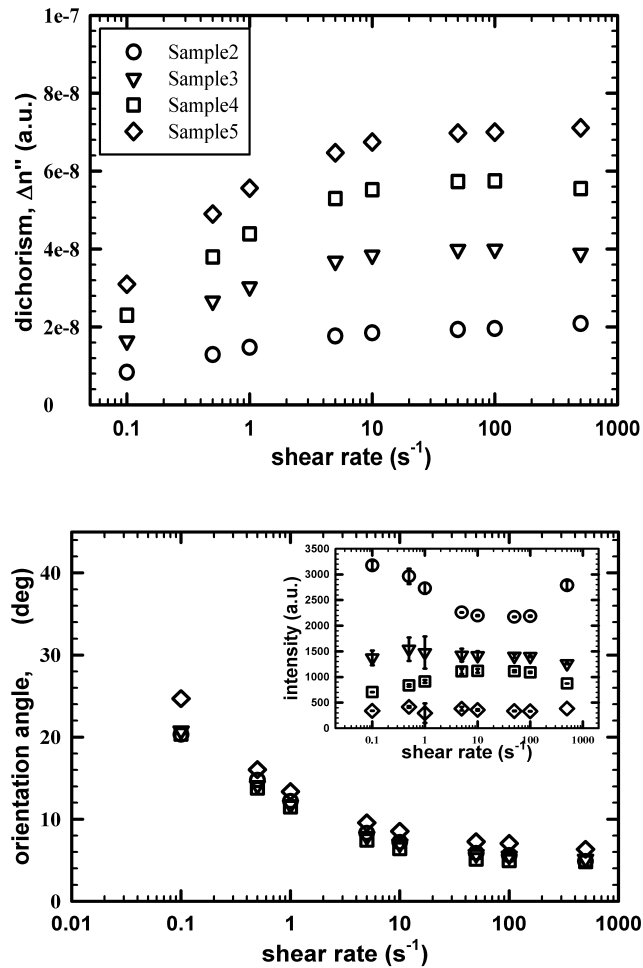 1e-7
Sample2
Sample3
Sample4
Sample5
8e-8
6e-8
4e-8
2e-8
0
dichorism, Δn" (a.u.)
0.1 1 10 100 1000
shear rate (s-1)
40
30
20
10
0
orientation angle, (deg)
3500
3000
2500
2000
1500
1000
500
0
intensity (a.u.)
0.1 1 10 100 1000
shear rate (s-1)
0.01 0.1 1 10 100 1000
shear rate (s-1)